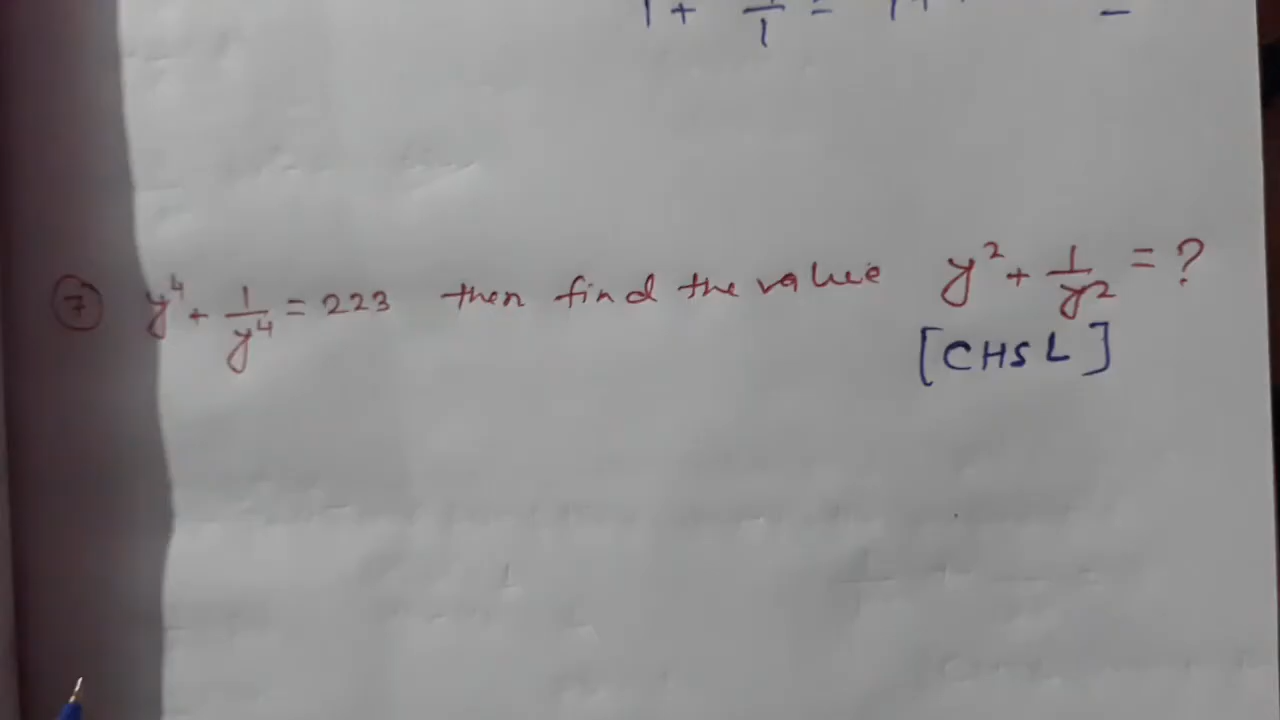 ⑦ y⁴ + 1/y⁴ = 223 then find the value y² + 1/y² = ?
[CHSL]